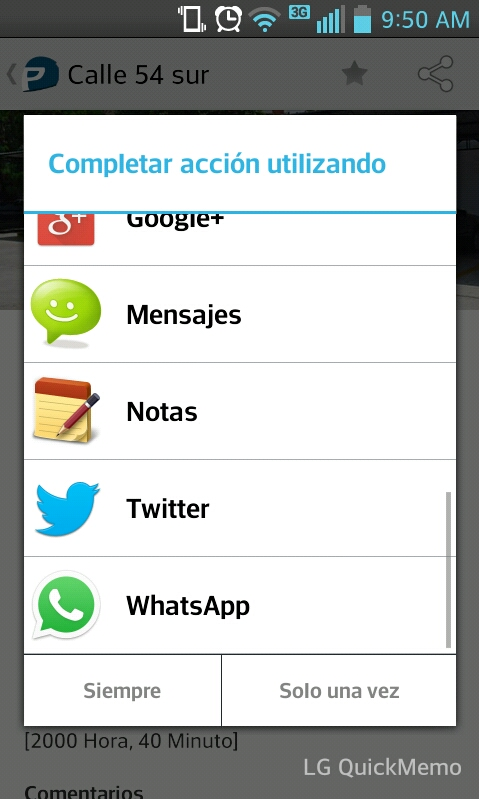 3G 9:50 AM
Calle 54 sur
Completar acción utilizando
Google+
Mensajes
Notas
Twitter
WhatsApp
Siempre
Solo una vez
[2000 Hora, 40 Minuto]
LG QuickMemo
Comentarios